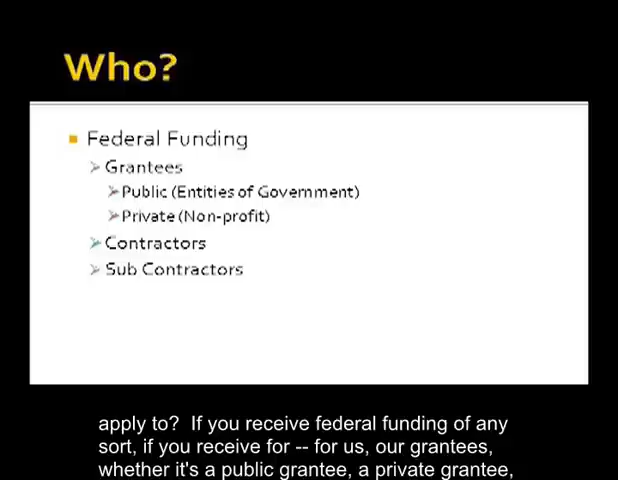 Who?
Federal Funding
Grantees
Public (Entities of Government)
Private (Non-profit)
Contractors
Sub Contractors
apply to?  If you receive federal funding of any
sort, if you receive for -- for us, our grantees,
whether it's a public grantee, a private grantee,